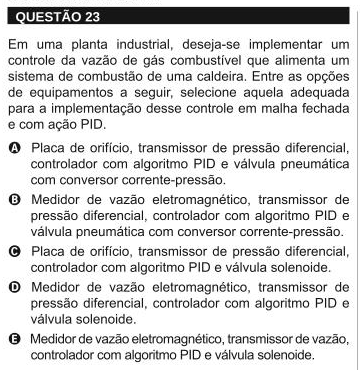 QUESTÃO 23
Em uma planta industrial, deseja-se implementar um
controle da vazão de gás combustível que alimenta um
sistema de combustão de uma caldeira. Entre as opções
de equipamentos a seguir, selecione aquela adequada
para a implementação desse controle em malha fechada
e com ação PID.
A Placa de orifício, transmissor de pressão diferencial,
controlador com algoritmo PID e válvula pneumática
com conversor corrente-pressão.
B Medidor de vazão eletromagnético, transmissor de
pressão diferencial, controlador com algoritmo PID e
válvula pneumática com conversor corrente-pressão.
C Placa de orifício, transmissor de pressão diferencial,
controlador com algoritmo PID e válvula solenoide.
D Medidor de vazão eletromagnético, transmissor de
pressão diferencial, controlador com algoritmo PID e
válvula solenoide.
E Medidor de vazão eletromagnético, transmissor de vazão,
controlador com algoritmo PID e válvula solenoide.